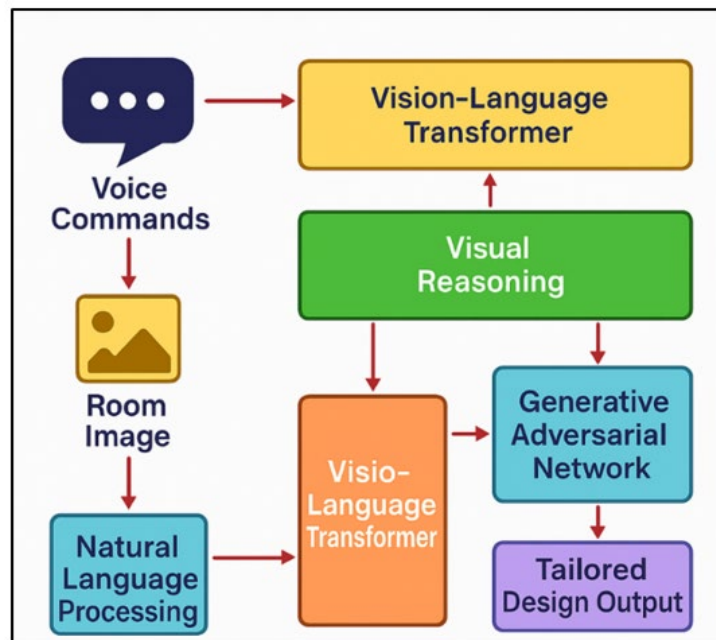 Vision-Language
Transformer
Voice
Commands
Visual
Reasoning
Room
Image
Generative
Adversarial
Network
Visio-
Language
Transformer
Natural
Language
Processing
Tailored
Design Output